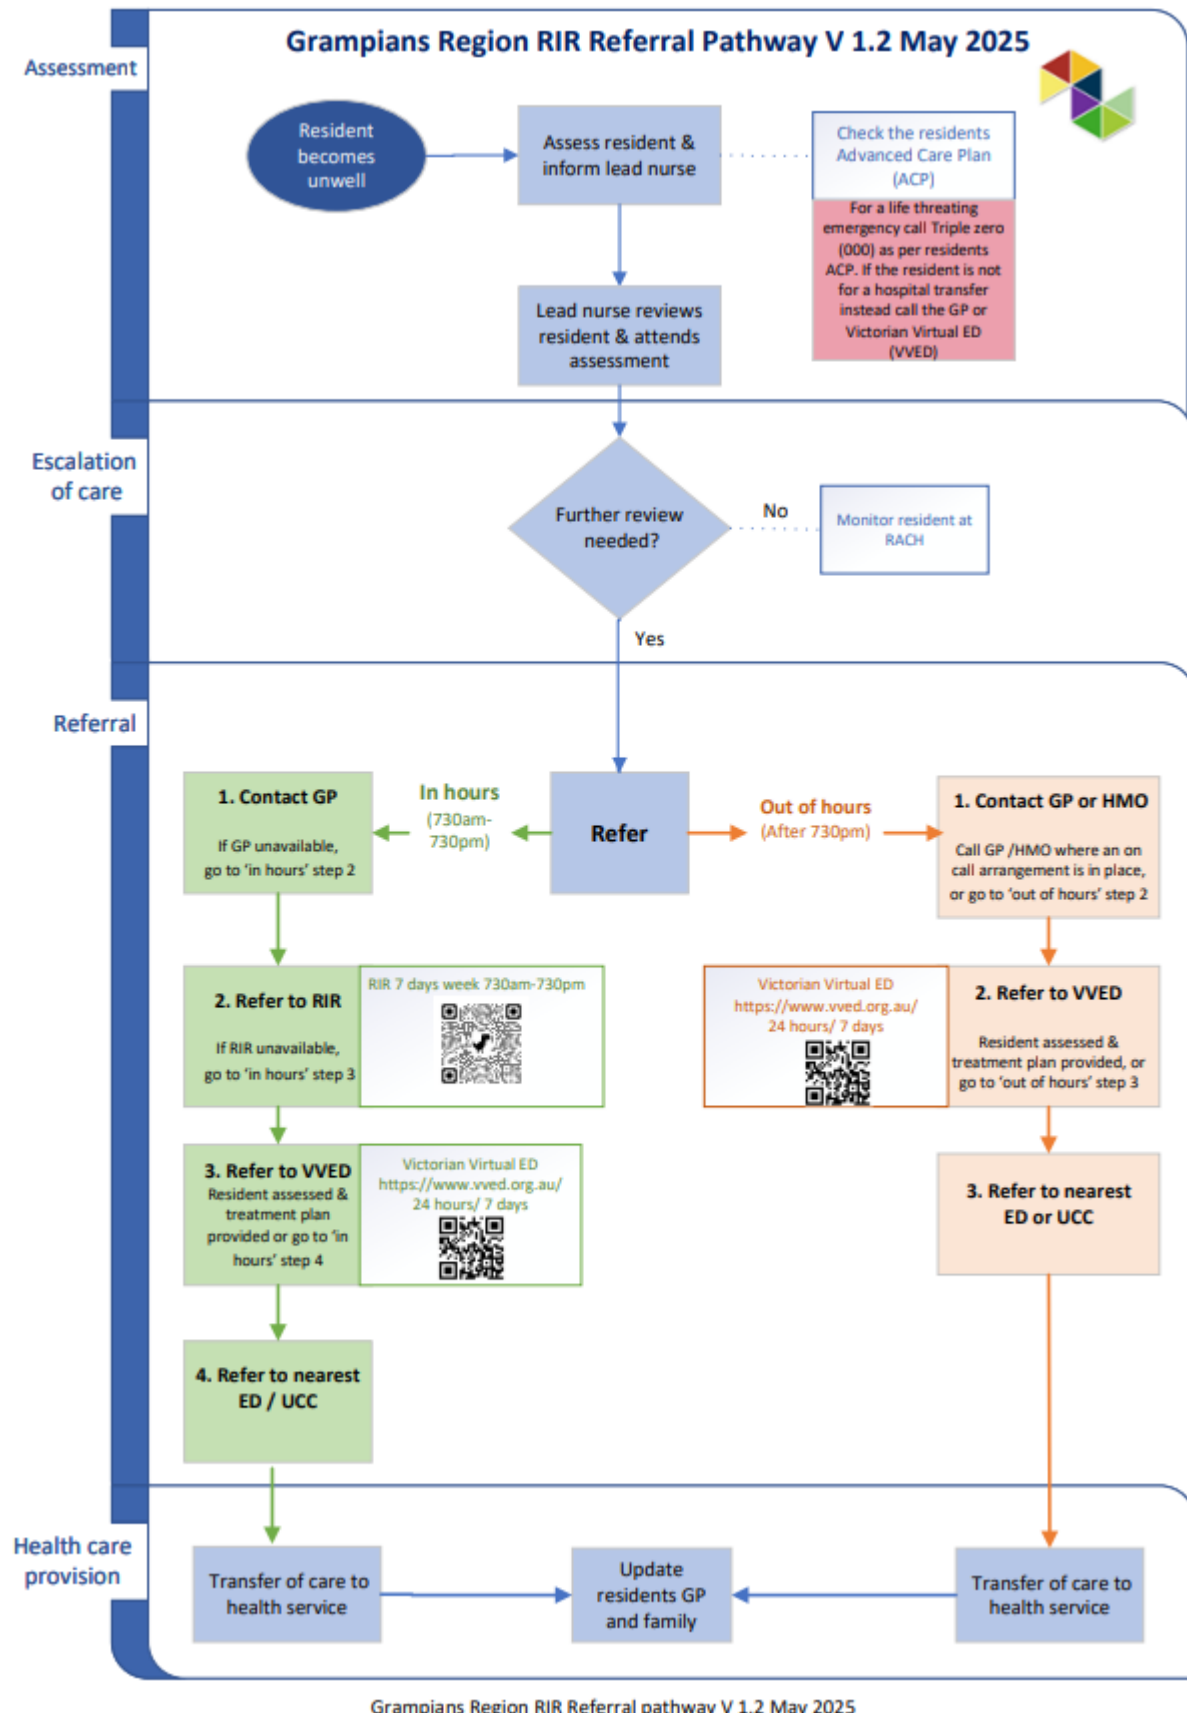 Grampians Region RIR Referral Pathway V 1.2 May 2025
Assessment
Resident
becomes
unwell
Assess resident &
inform lead nurse
Check the residents
Advanced Care Plan
(ACP)
For a life threating
emergency call Triple zero
(000) as per residents
ACP. If the resident is not
for a hospital transfer
instead call the GP or
Victorian Virtual ED
(VVED)
Lead nurse reviews
resident & attends
assessment
Escalation
of care
Further review
needed?
No
Monitor resident at
RACH
Yes
Referral
Refer
In hours
(730am-
730pm)
1. Contact GP
If GP unavailable,
go to 'in hours' step 2
2. Refer to RIR
If RIR unavailable,
go to 'in hours' step 3
RIR 7 days week 730am-730pm
3. Refer to VVED
Resident assessed &
treatment plan
provided or go to 'in
hours' step 4
Victorian Virtual ED
https://www.vved.org.au/
24 hours/ 7 days
4. Refer to nearest
ED / UCC
Out of hours
(After 730pm)
1. Contact GP or HMO
Call GP /HMO where an on
call arrangement is in place,
or go to 'out of hours' step 2
Victorian Virtual ED
https://www.vved.org.au/
24 hours/ 7 days
2. Refer to VVED
Resident assessed &
treatment plan provided, or
go to 'out of hours' step 3
3. Refer to nearest
ED or UCC
Health care
provision
Transfer of care to
health service
Update
residents GP
and family
Transfer of care to
health service
Grampians Region RIR Referral pathway V 1.2 May 2025